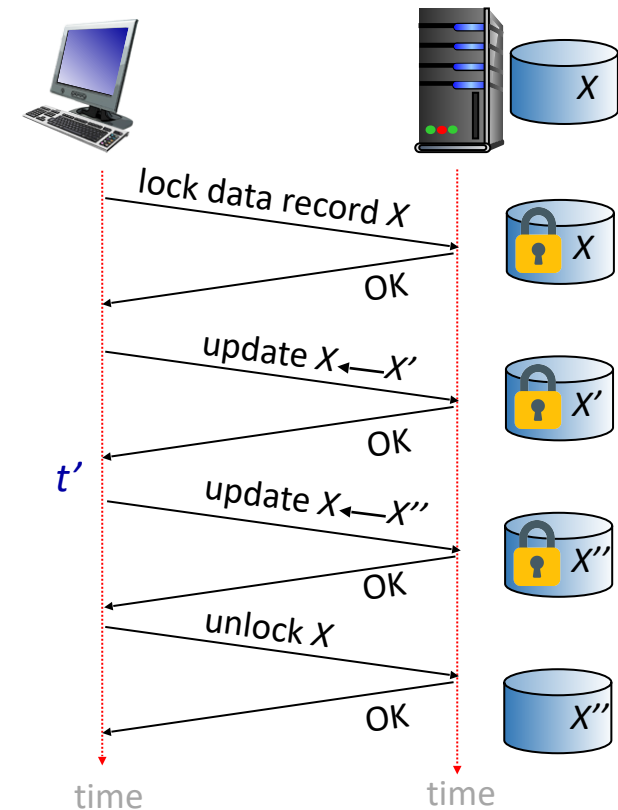 X
lock data record X
X
OK
update X ← X'
X'
OK
t'
update X ← X''
X''
OK
unlock X
X''
OK
time
time